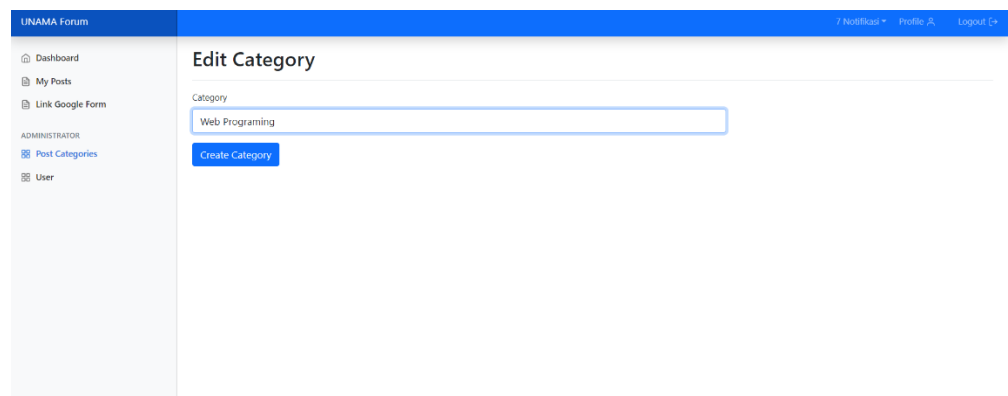 UNAMA Forum
7 Notifikasi Profile Logout
Dashboard
My Posts
Link Google Form
ADMINISTRATOR
Post Categories
User
Edit Category
Category
Web Programing
Create Category